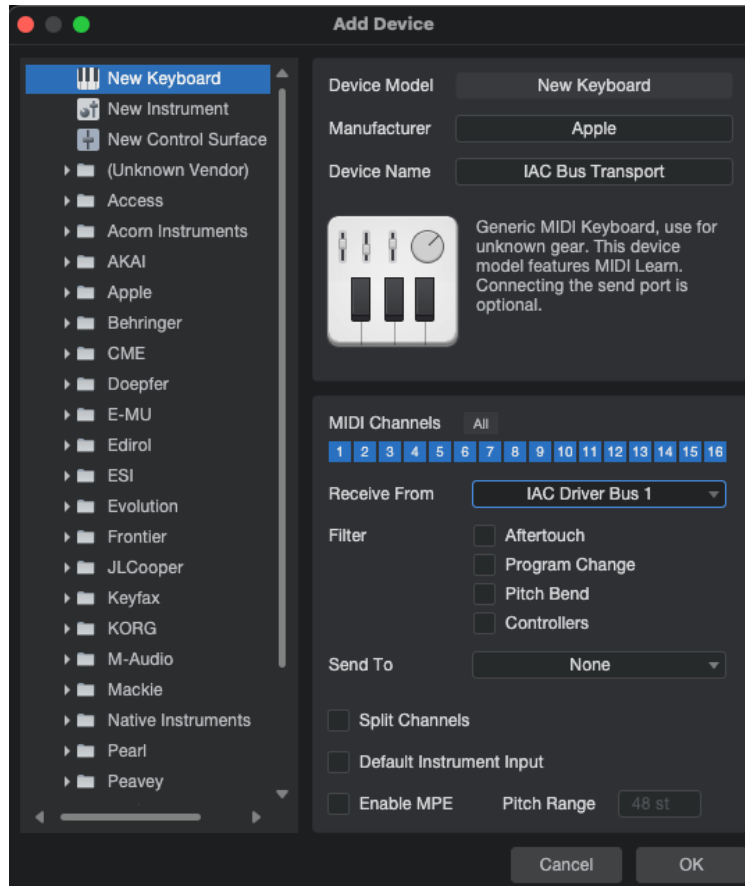 Add Device
New Keyboard
New Instrument
New Control Surface
(Unknown Vendor)
Access
Acorn Instruments
AKAI
Apple
Behringer
CME
Doepfer
E-MU
Edirol
ESI
Evolution
Frontier
JLCooper
Keyfax
KORG
M-Audio
Mackie
Native Instruments
Pearl
Peavey
Device Model New Keyboard
Manufacturer Apple
Device Name IAC Bus Transport
Generic MIDI Keyboard, use for
unknown gear. This device
model features MIDI Learn.
Connecting the send port is
optional.
MIDI Channels All
1 2 3 4 5 6 7 8 9 10 11 12 13 14 15 16
Receive From IAC Driver Bus 1
Filter Aftertouch
Program Change
Pitch Bend
Controllers
Send To None
Split Channels
Default Instrument Input
Enable MPE Pitch Range 48 st
Cancel OK